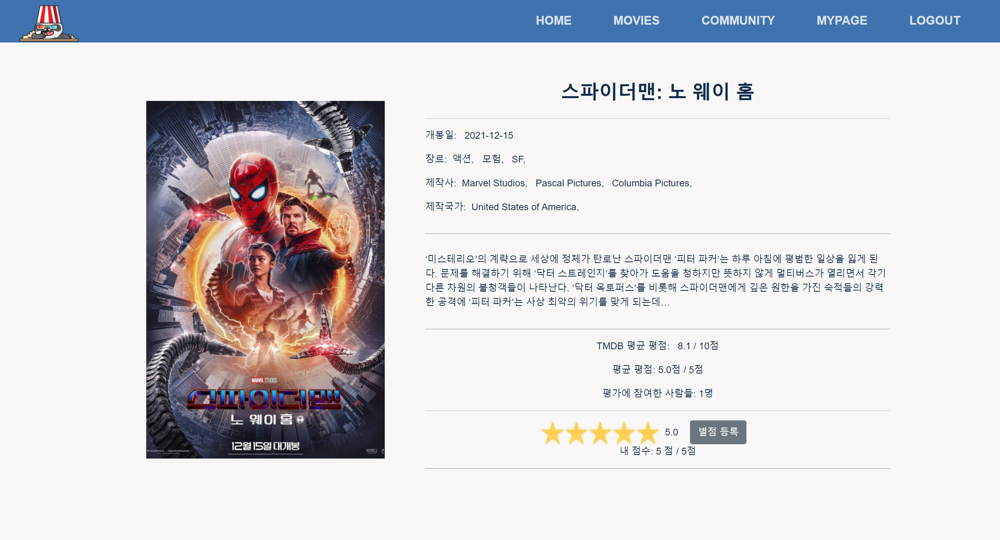 HOME MOVIES COMMUNITY MYPAGE LOGOUT
스파이더맨: 노 웨이 홈
개봉일: 2021-12-15
장르: 액션, 모험, SF,
제작사: Marvel Studios, Pascal Pictures, Columbia Pictures,
제작국가: United States of America,
‘미스테리오’의 계략으로 세상에 정체가 탄로난 스파이더맨 ‘피터 파커’는 하루 아침에 평범한 일상을 잃게 된
다. 문제를 해결하기 위해 ‘닥터 스트레인지’를 찾아가 도움을 청하지만 뜻하지 않게 멀티버스가 열리면서 각기
다른 차원의 불청객들이 나타난다. ‘닥터 옥토퍼스’를 비롯해 스파이더맨에게 깊은 원한을 가진 숙적들의 강력
한 공격에 ‘피터 파커’는 사상 최악의 위기를 맞게 되는데…
TMDB 평균 평점: 8.1 / 10점
평균 평점: 5.0점 / 5점
평가에 참여한 사람들: 1명
5.0 별점 등록
내 점수: 5 점 / 5점
MARVEL STUDIOS
스파이더맨
노 웨이 홈
12월 15일 대개봉